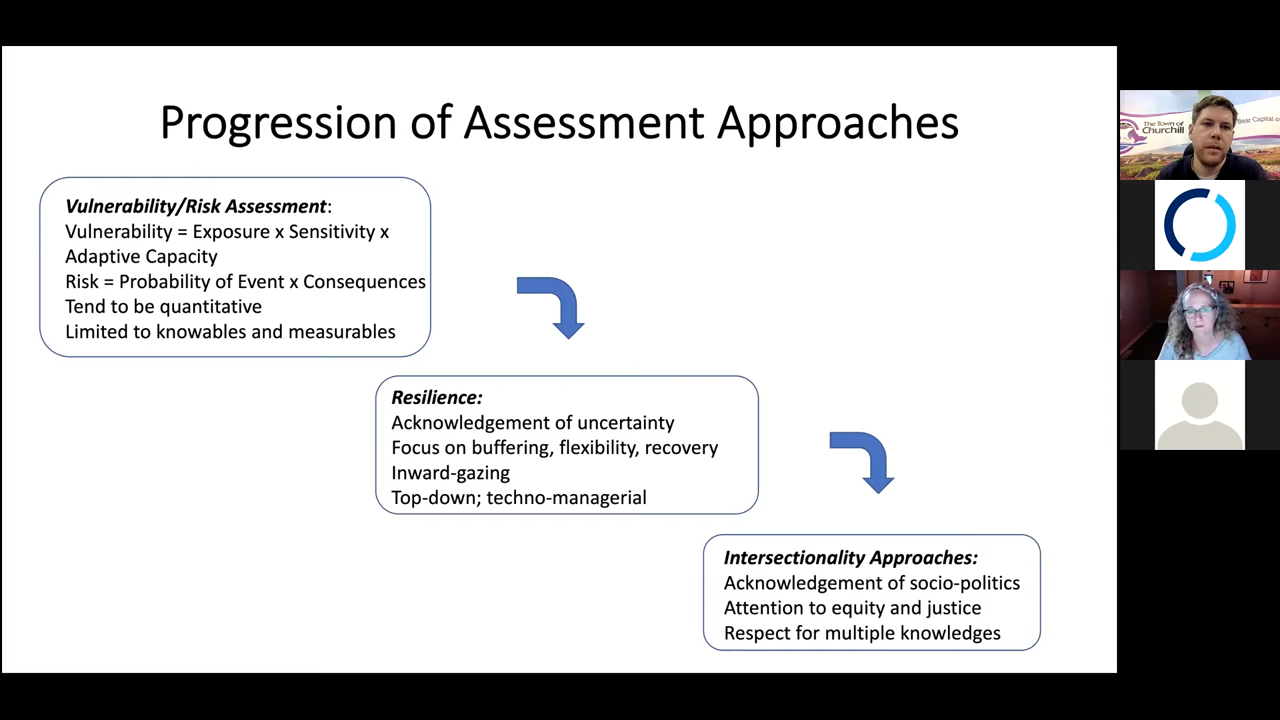 Progression of Assessment Approaches
Vulnerability/Risk Assessment:
Vulnerability = Exposure x Sensitivity x
Adaptive Capacity
Risk = Probability of Event x Consequences
Tend to be quantitative
Limited to knowables and measurables
Resilience:
Acknowledgement of uncertainty
Focus on buffering, flexibility, recovery
Inward-gazing
Top-down; techno-managerial
Intersectionality Approaches:
Acknowledgement of socio-politics
Attention to equity and justice
Respect for multiple knowledges
The Town of
Churchill
Bear Capital o